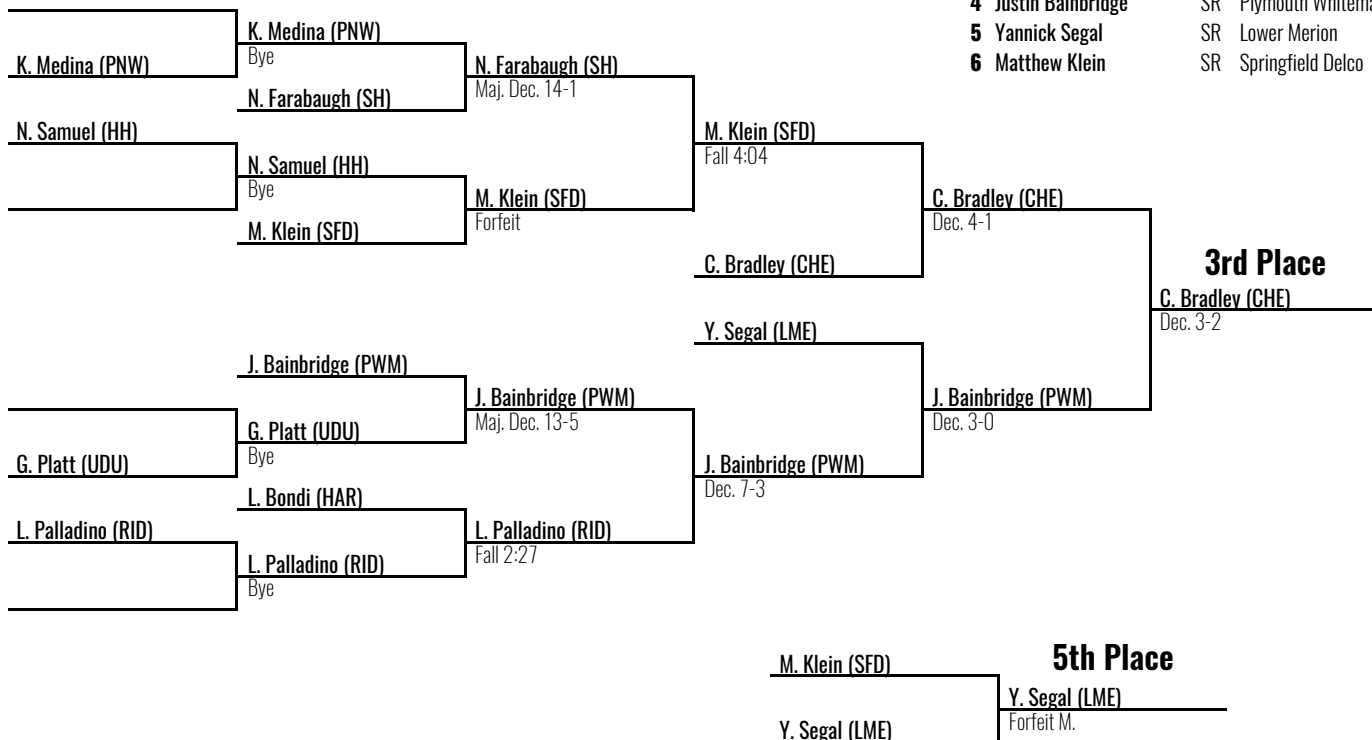 4 Justin Bainbridge SR Plymouth
5 Yannick Segal SR Lower Merion
6 Matthew Klein SR Springfield Delco
K. Medina (PNW)
K. Medina (PNW)
Bye
N. Farabaugh (SH)
N. Farabaugh (SH)
Maj. Dec. 14-1
N. Samuel (HH)
N. Samuel (HH)
Bye
M. Klein (SFD)
M. Klein (SFD)
Forfeit
M. Klein (SFD)
Fall 4:04
C. Bradley (CHE)
C. Bradley (CHE)
Dec. 4-1
3rd Place
C. Bradley (CHE)
Dec. 3-2
Y. Segal (LME)
J. Bainbridge (PWM)
J. Bainbridge (PWM)
Maj. Dec. 13-5
J. Bainbridge (PWM)
Dec. 3-0
G. Platt (UDU)
G. Platt (UDU)
Bye
J. Bainbridge (PWM)
Dec. 7-3
L. Bondi (HAR)
L. Palladino (RID)
L. Palladino (RID)
Fall 2:27
L. Palladino (RID)
Bye
5th Place
M. Klein (SFD)
Y. Segal (LME)
Forfeit M.
Y. Segal (LME)